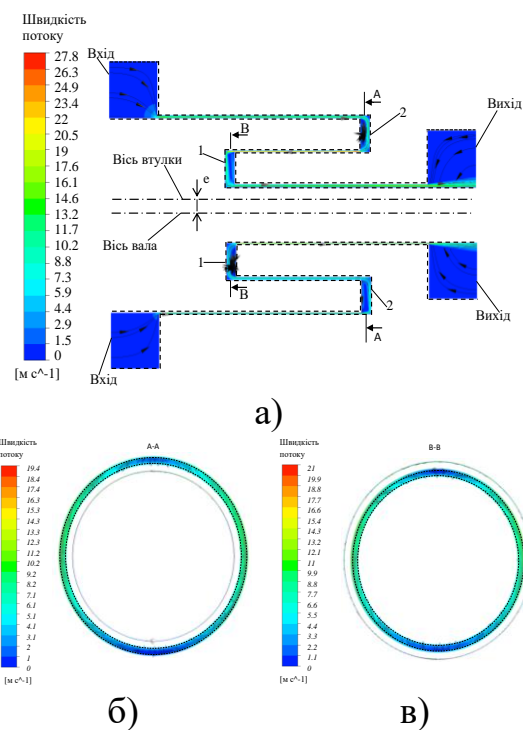 Швидкість
потоку
27.8
26.3
24.9
23.4
22
20.5
19
17.6
16.1
14.6
13.2
11.7
10.2
8.8
7.3
5.9
4.4
2.9
1.5
0
[м с^-1]
Вхід
A
2
Вихід
B
1
Вісь втулки
e
Вісь вала
1
B
2
A
Вихід
Вхід
а)
Швидкість
потоку
19.4
18.4
17.4
16.3
15.3
14.3
13.3
12.3
11.2
10.2
9.2
8.2
7.1
6.1
5.1
4.1
3.1
2
1
0
[м с^-1]
A-A
Швидкість
потоку
21
19.9
18.8
17.7
16.6
15.4
14.3
13.2
12.1
11
9.9
8.8
7.7
6.6
5.5
4.4
3.3
2.2
1.1
0
[м с^-1]
B-B
б)
в)